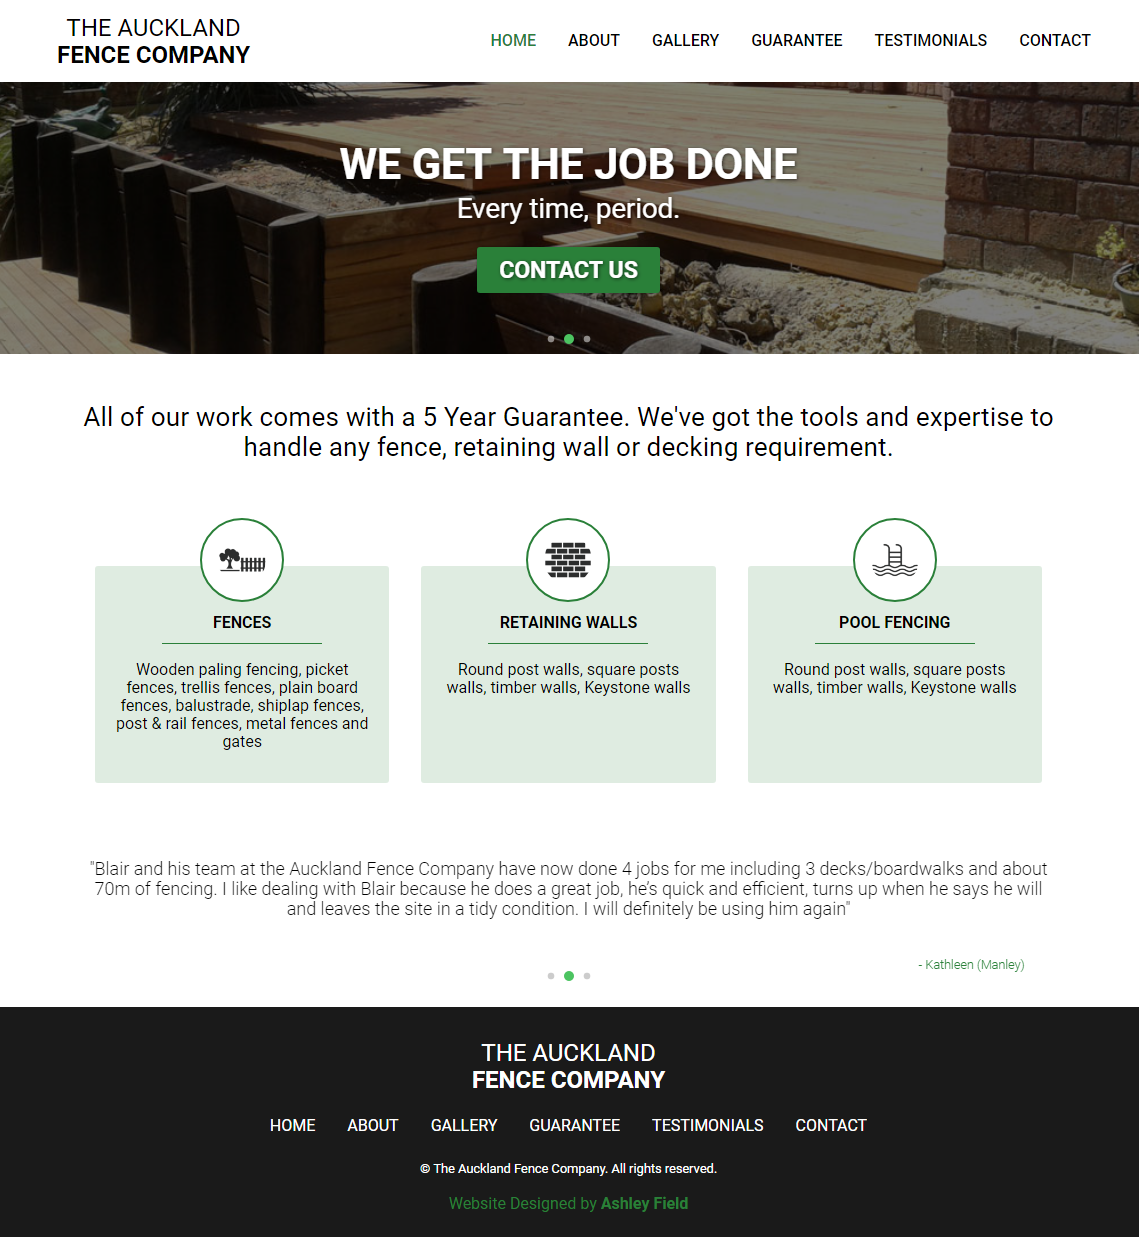 THE AUCKLAND
FENCE COMPANY
HOME ABOUT GALLERY GUARANTEE TESTIMONIALS CONTACT
WE GET THE JOB DONE
Every time, period.
CONTACT US
All of our work comes with a 5 Year Guarantee. We've got the tools and expertise to
handle any fence, retaining wall or decking requirement.
FENCES
Wooden paling fencing, picket
fences, trellis fences, plain board
fences, balustrade, shiplap fences,
post & rail fences, metal fences and
gates
RETAINING WALLS
Round post walls, square posts
walls, timber walls, Keystone walls
POOL FENCING
Round post walls, square posts
walls, timber walls, Keystone walls
"Blair and his team at the Auckland Fence Company have now done 4 jobs for me including 3 decks/boardwalks and about
70m of fencing. I like dealing with Blair because he does a great job, he’s quick and efficient, turns up when he says he will
and leaves the site in a tidy condition. I will definitely be using him again"
- Kathleen (Manley)
THE AUCKLAND
FENCE COMPANY
HOME ABOUT GALLERY GUARANTEE TESTIMONIALS CONTACT
© The Auckland Fence Company. All rights reserved.
Website Designed by Ashley Field